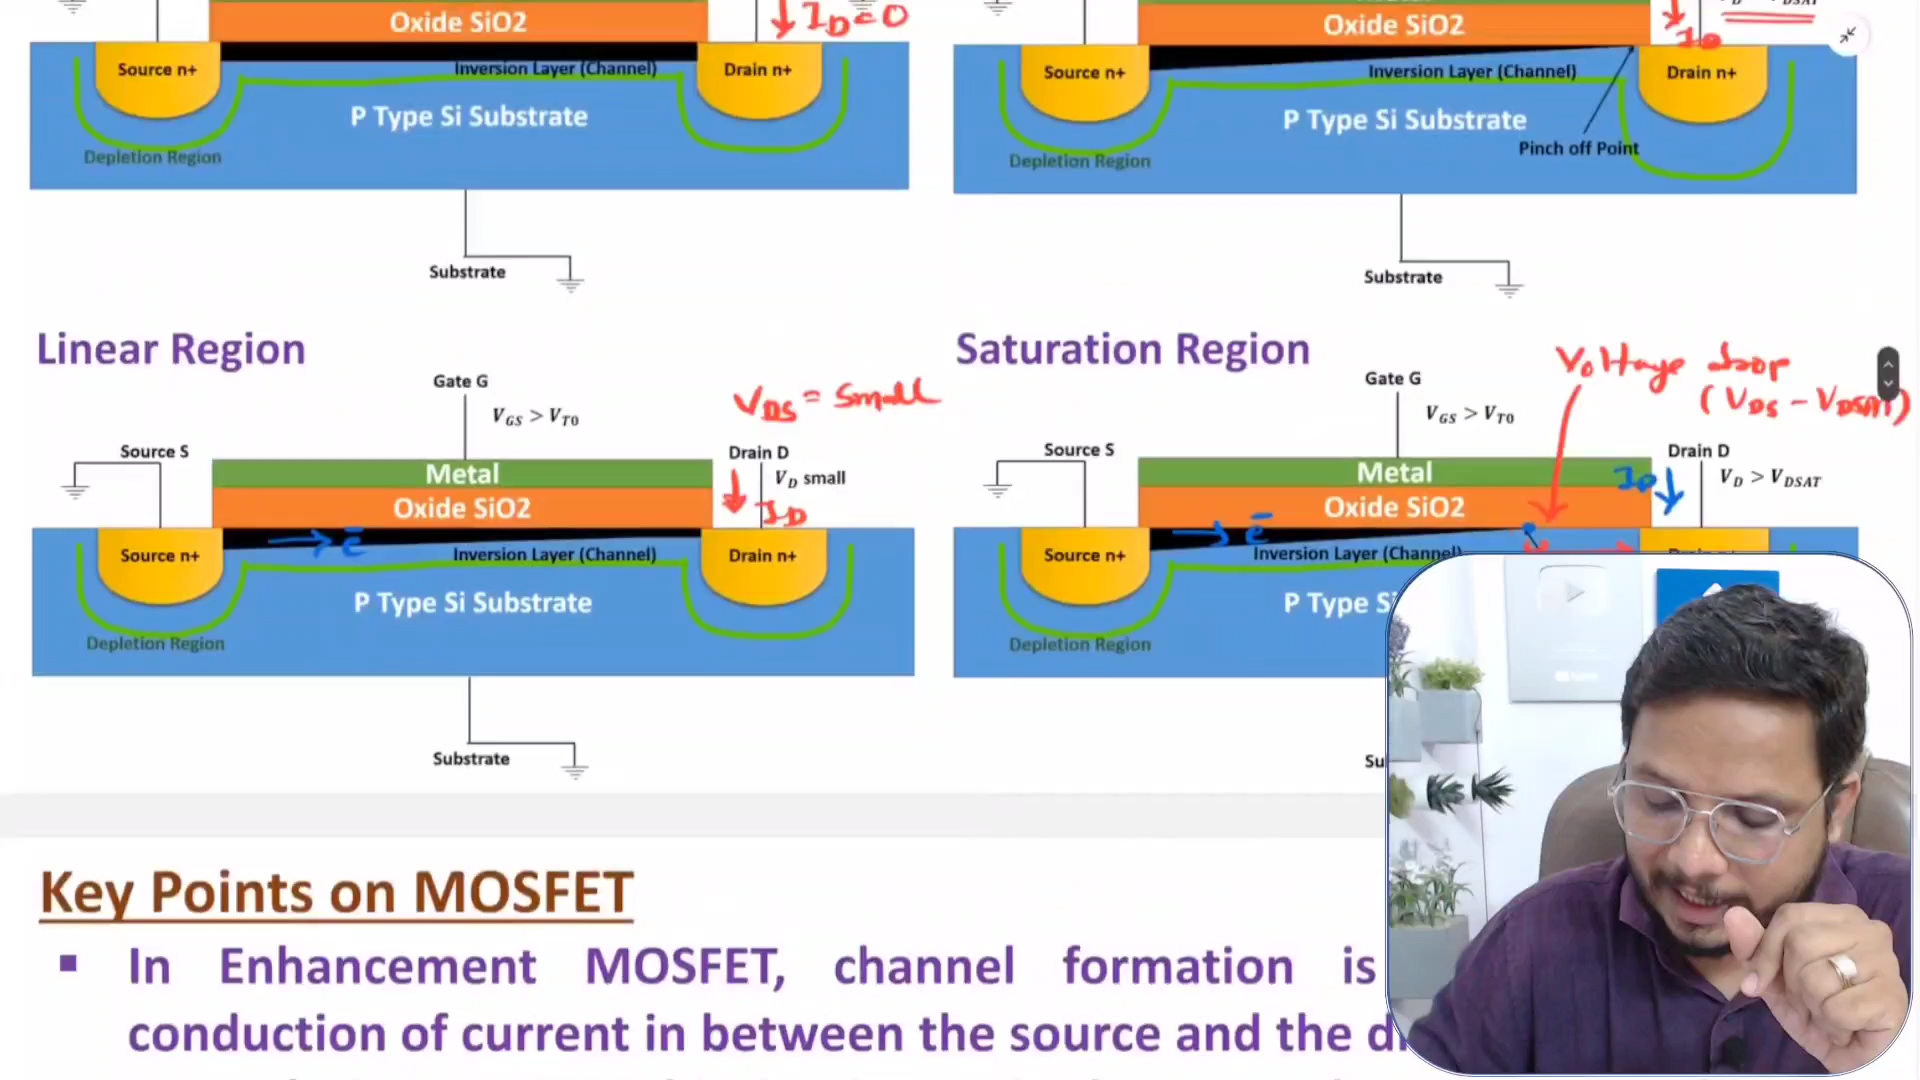 I_D = 0
Oxide SiO2
Source n+
Inversion Layer (Channel)
Drain n+
P Type Si Substrate
Depletion Region
Substrate
DSAT
Oxide SiO2
I_D
Source n+
Inversion Layer (Channel)
Drain n+
P Type Si Substrate
Pinch off Point
Depletion Region
Substrate
Linear Region
Gate G
V_DS = Small
V_GS > V_T0
Source S
Drain D
Metal
V_D small
Oxide SiO2
I_D
e̅
Source n+
Inversion Layer (Channel)
Drain n+
P Type Si Substrate
Depletion Region
Substrate
Saturation Region
Voltage drop
(V_DS - V_DSAT)
Gate G
V_GS > V_T0
Source S
Drain D
Metal
I_D
V_D > V_DSAT
Oxide SiO2
e̅
Source n+
Inversion Layer (Channel)
P Type Si
Depletion Region
Su
Key Points on MOSFET
▪ In Enhancement MOSFET, channel formation is
conduction of current in between the source and the d